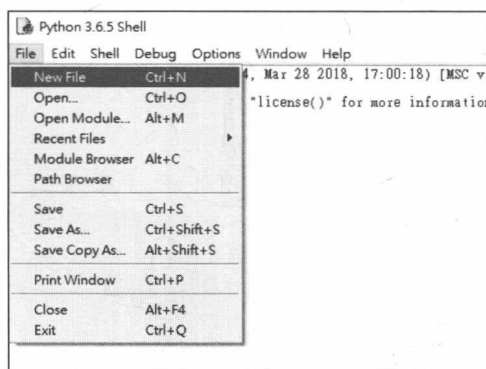 Python 3.6.5 Shell
File Edit Shell Debug Options Window Help
New File Ctrl+N
4, Mar 28 2018, 17:00:18) [MSC v
Open... Ctrl+O
"license()" for more information
Open Module... Alt+M
Recent Files
Module Browser Alt+C
Path Browser
Save Ctrl+S
Save As... Ctrl+Shift+S
Save Copy As... Alt+Shift+S
Print Window Ctrl+P
Close Alt+F4
Exit Ctrl+Q